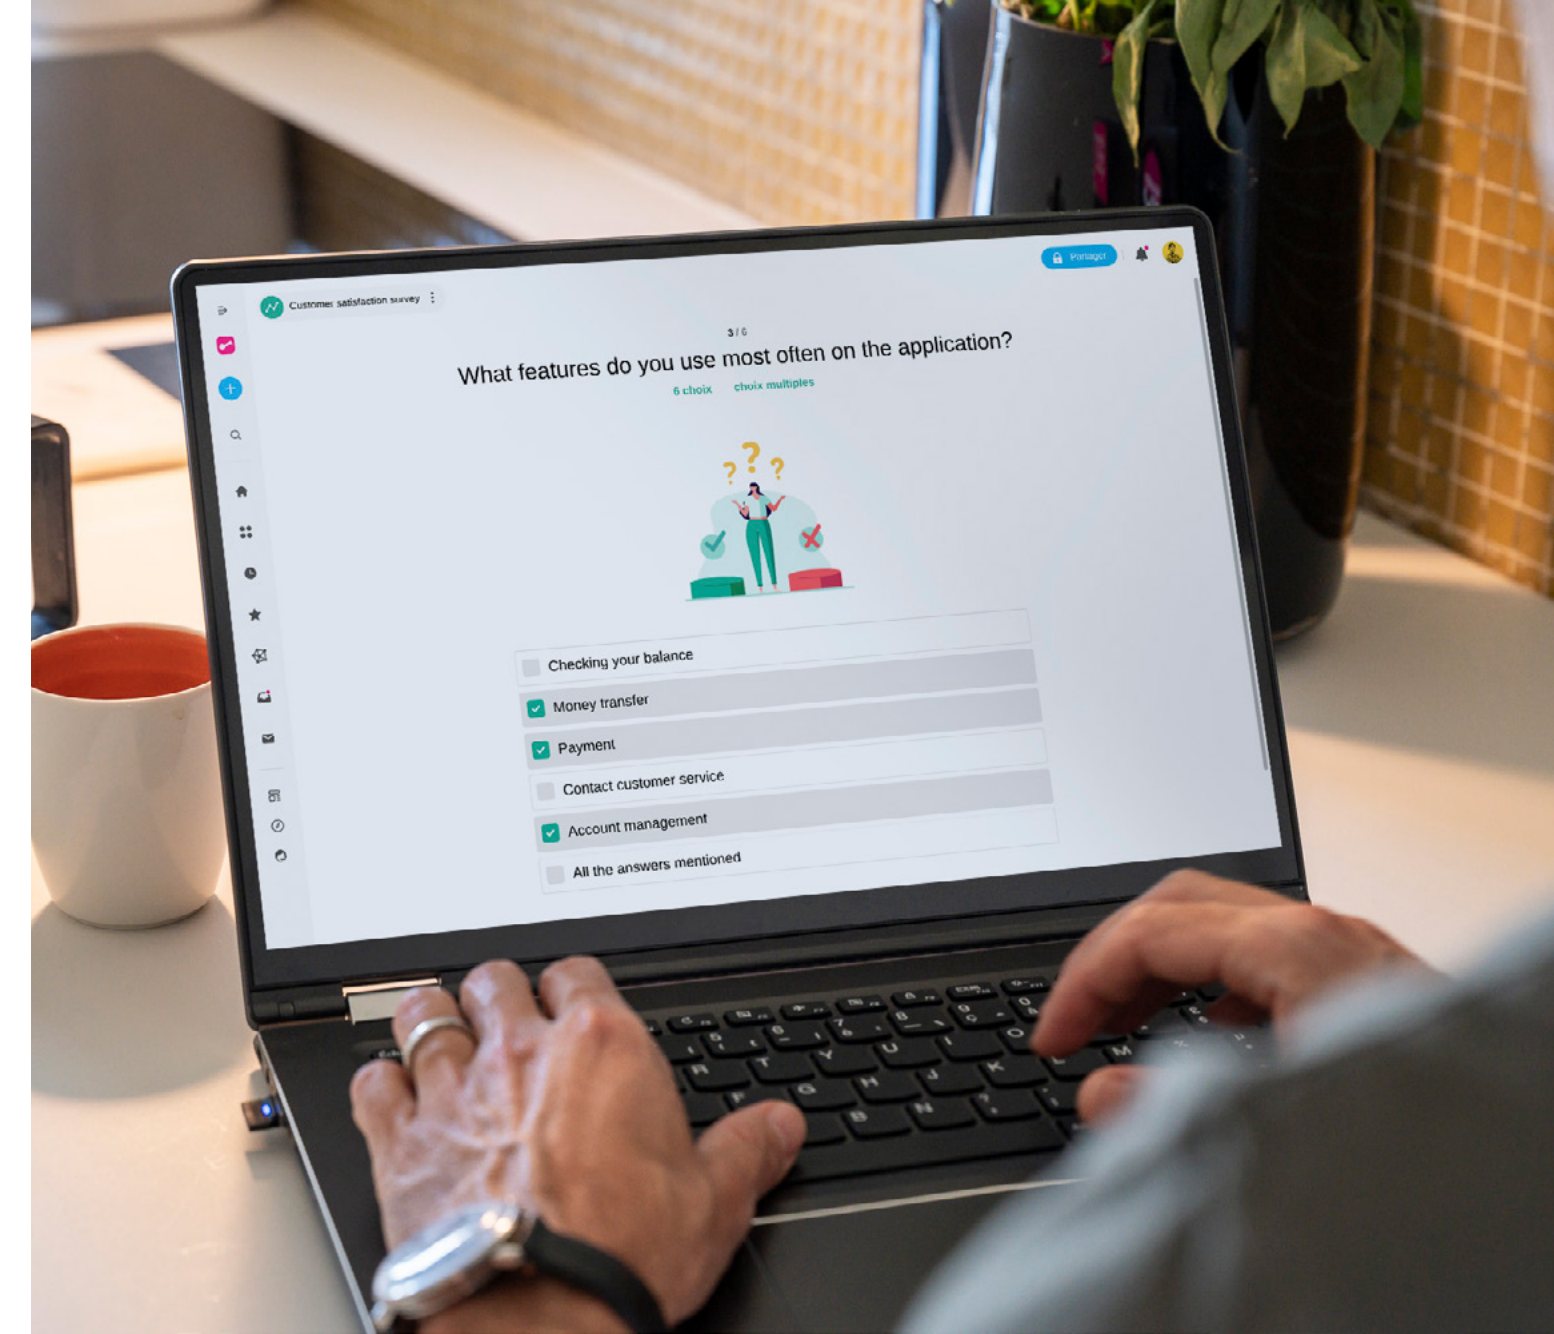 Customer satisfaction survey
Partager
3 / 6
What features do you use most often on the application?
6 choix choix multiples
? ? ?
Checking your balance
Money transfer
Payment
Contact customer service
Account management
All the answers mentioned